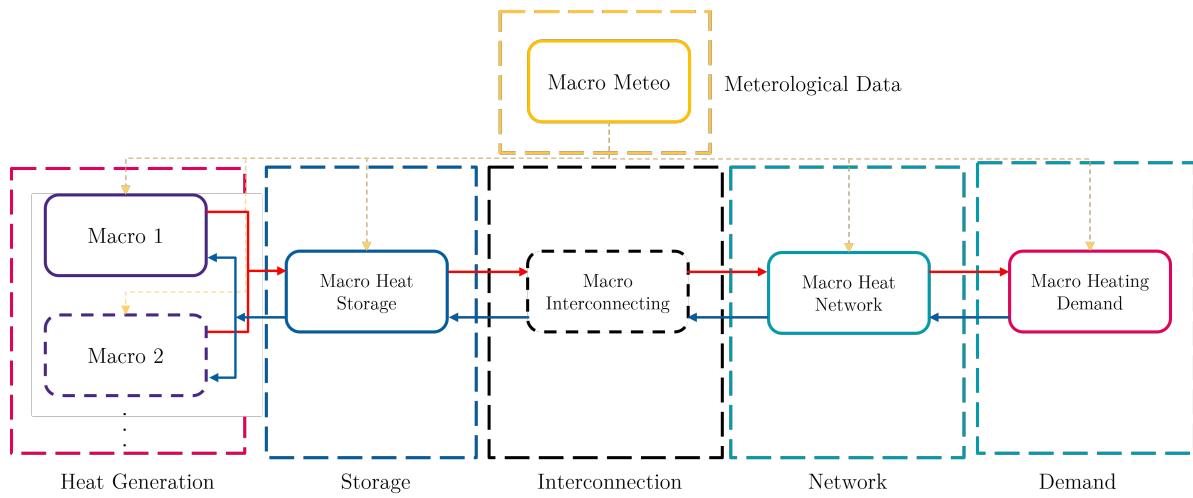 Macro Meteo
Meterological Data
Macro 1
Macro 2
Macro Heat
Storage
Macro
Interconnecting
Macro Heat
Network
Macro Heating
Demand
Heat Generation
Storage
Interconnection
Network
Demand